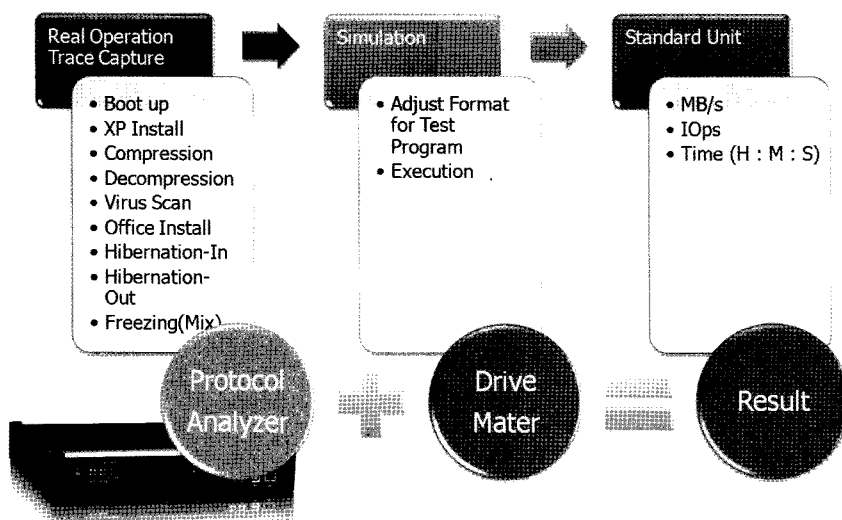 Real Operation
Trace Capture
• Boot up
• XP Install
• Compression
• Decompression
• Virus Scan
• Office Install
• Hibernation-In
• Hibernation-
Out
• Freezing(Mix)
Simulation
• Adjust Format
for Test
Program
• Execution
Standard Unit
• MB/s
• IOps
• Time (H : M : S)
Protocol
Analyzer
Drive
Mater
Result